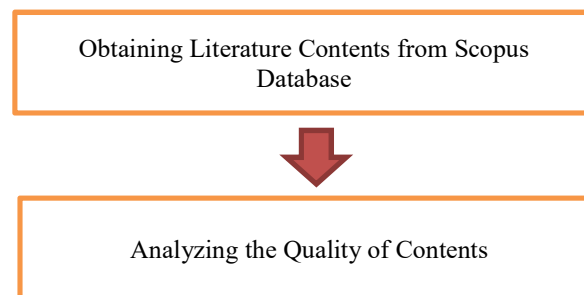 Obtaining Literature Contents from Scopus
Database
Analyzing the Quality of Contents